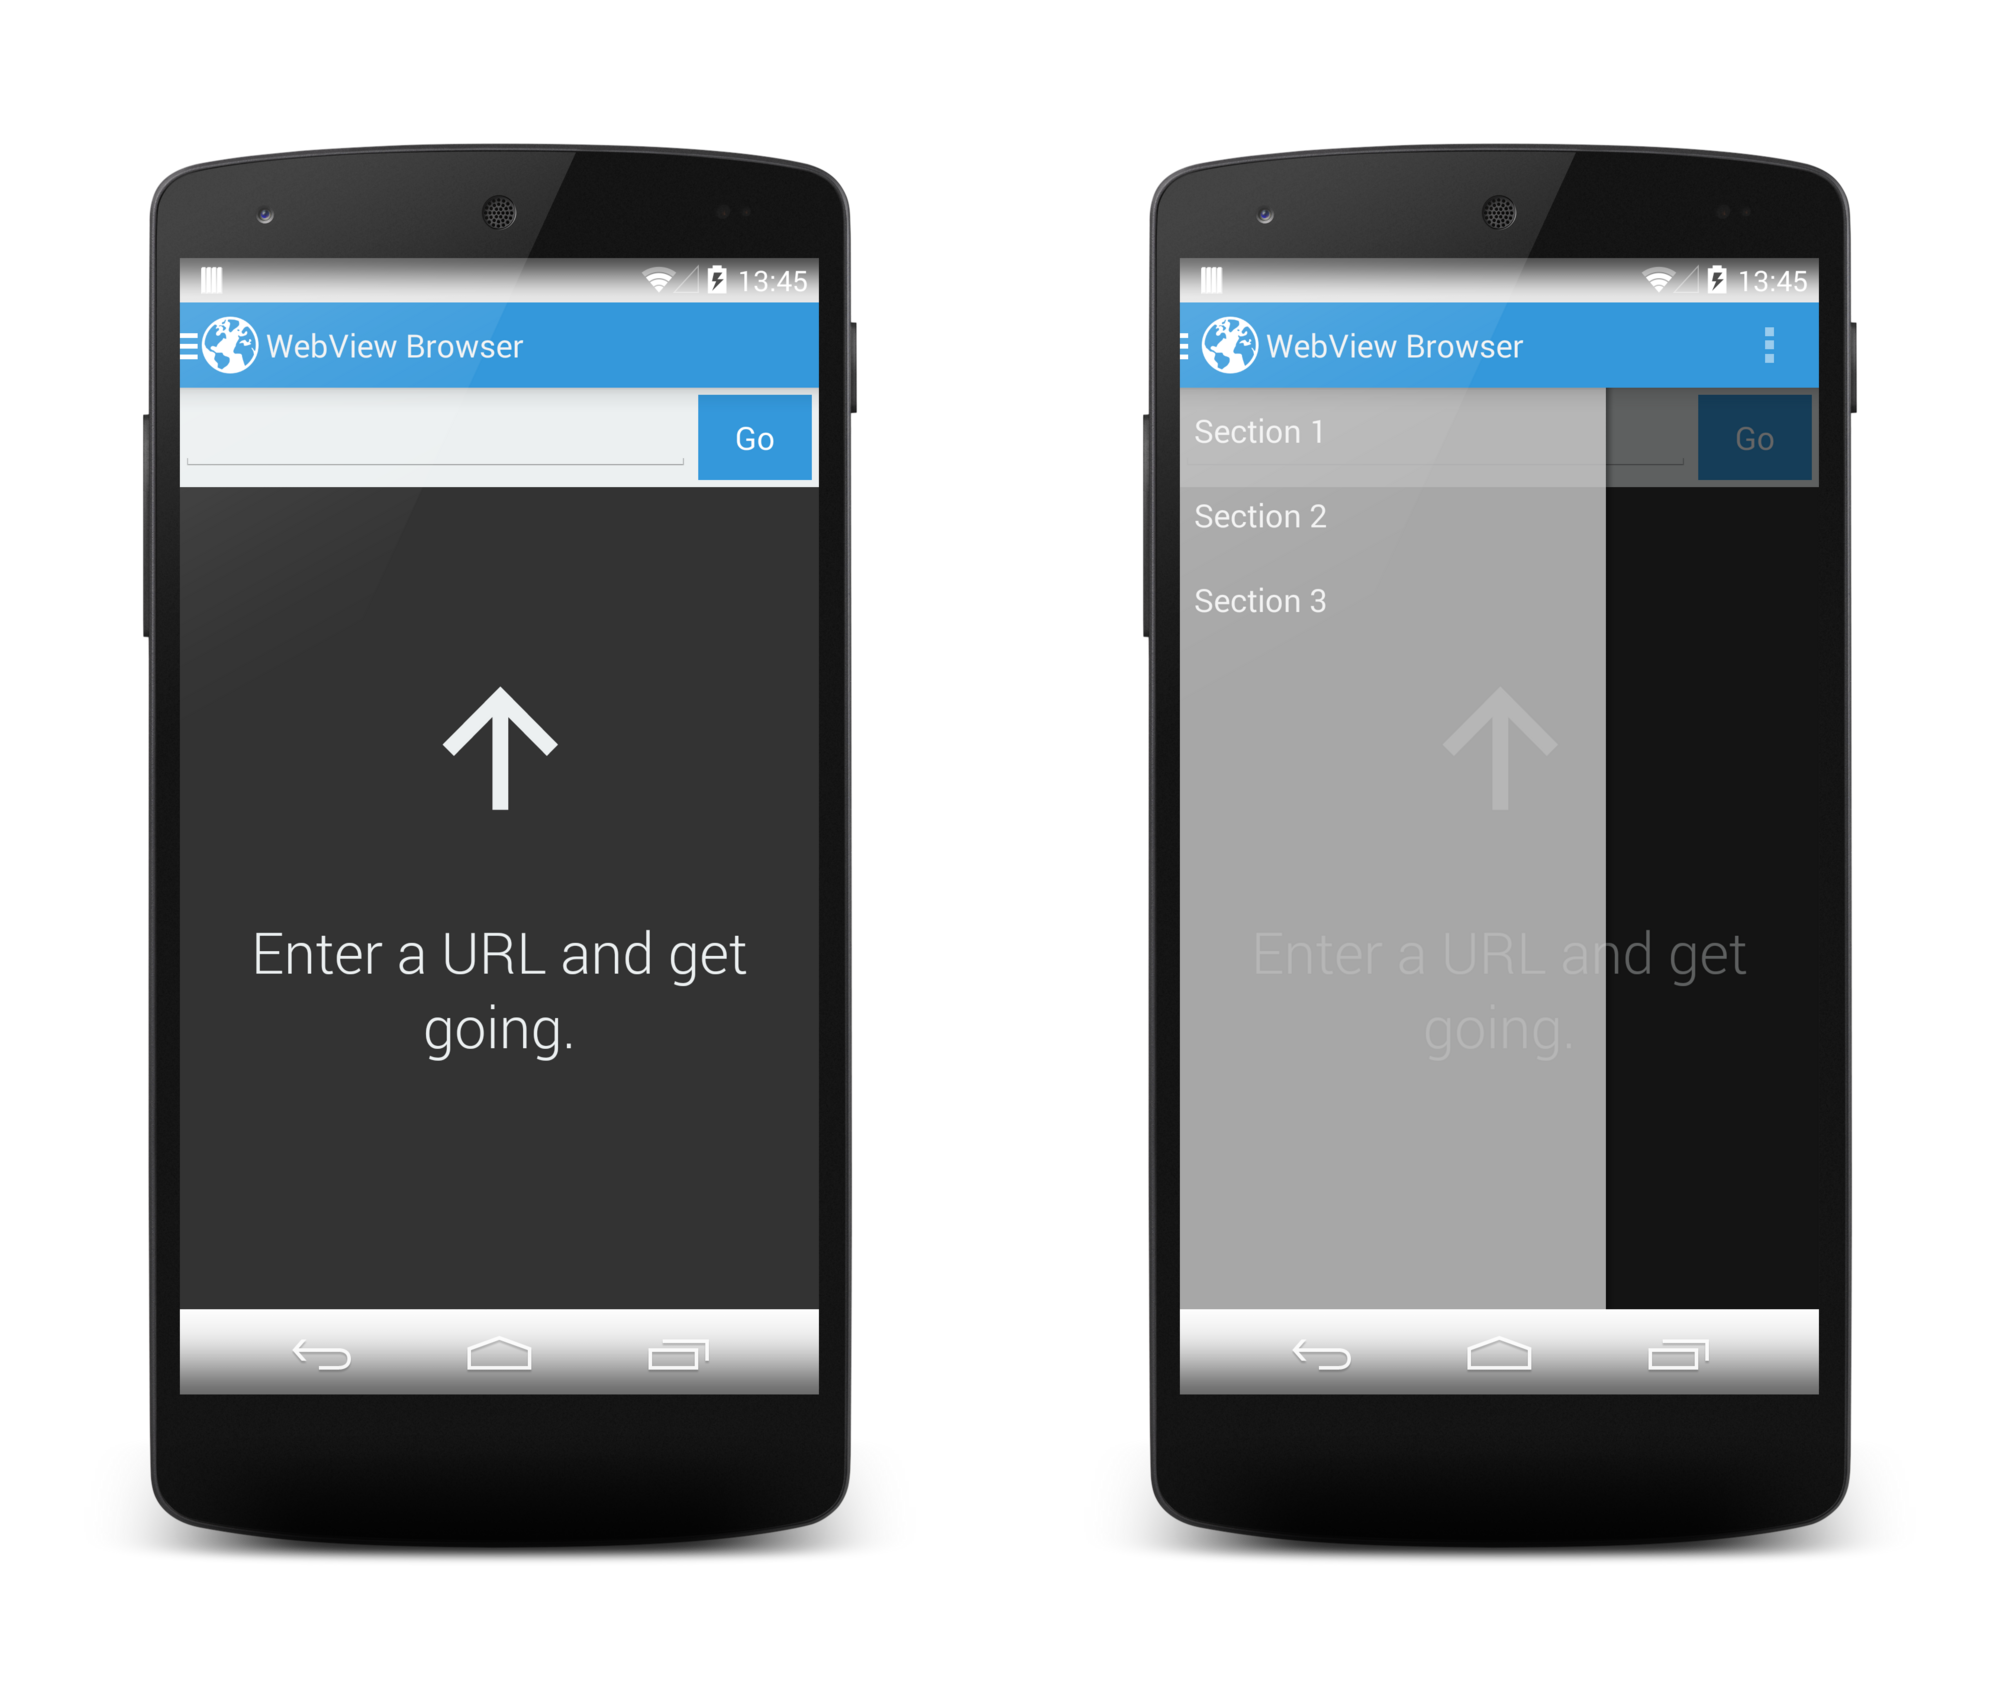 13:45
WebView Browser
Go
Enter a URL and get
going.
13:45
WebView Browser
Section 1
Go
Section 2
Section 3
Enter a URL and get
going.